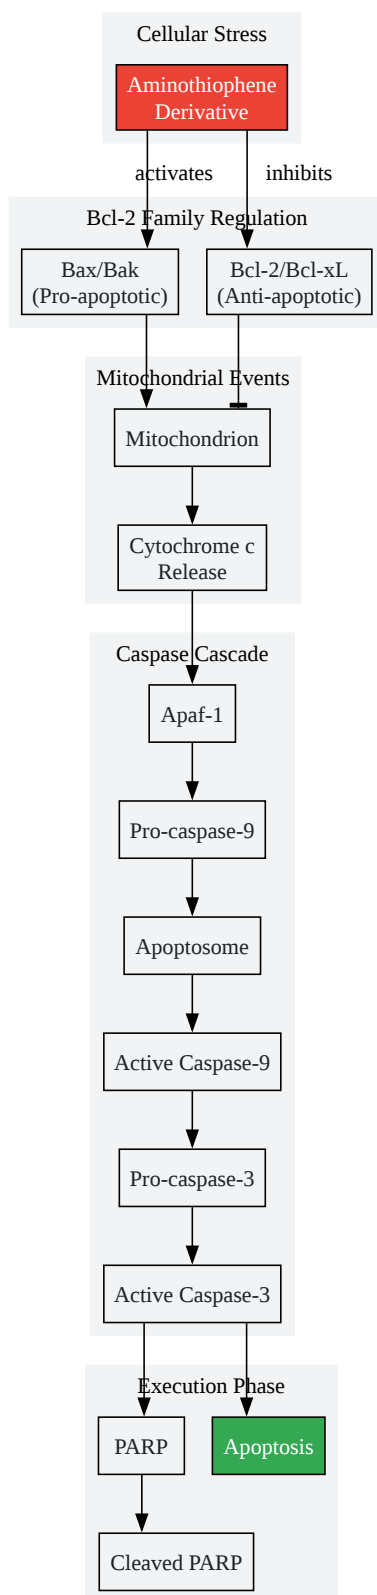 Cellular Stress
Aminothiophene
Derivative
activates
inhibits
Bcl-2 Family Regulation
Bax/Bak
(Pro-apoptotic)
Bcl-2/Bcl-xL
(Anti-apoptotic)
Mitochondrial Events
Mitochondrion
Cytochrome c
Release
Caspase Cascade
Apaf-1
Pro-caspase-9
Apoptosome
Active Caspase-9
Pro-caspase-3
Active Caspase-3
Execution Phase
PARP
Apoptosis
Cleaved PARP